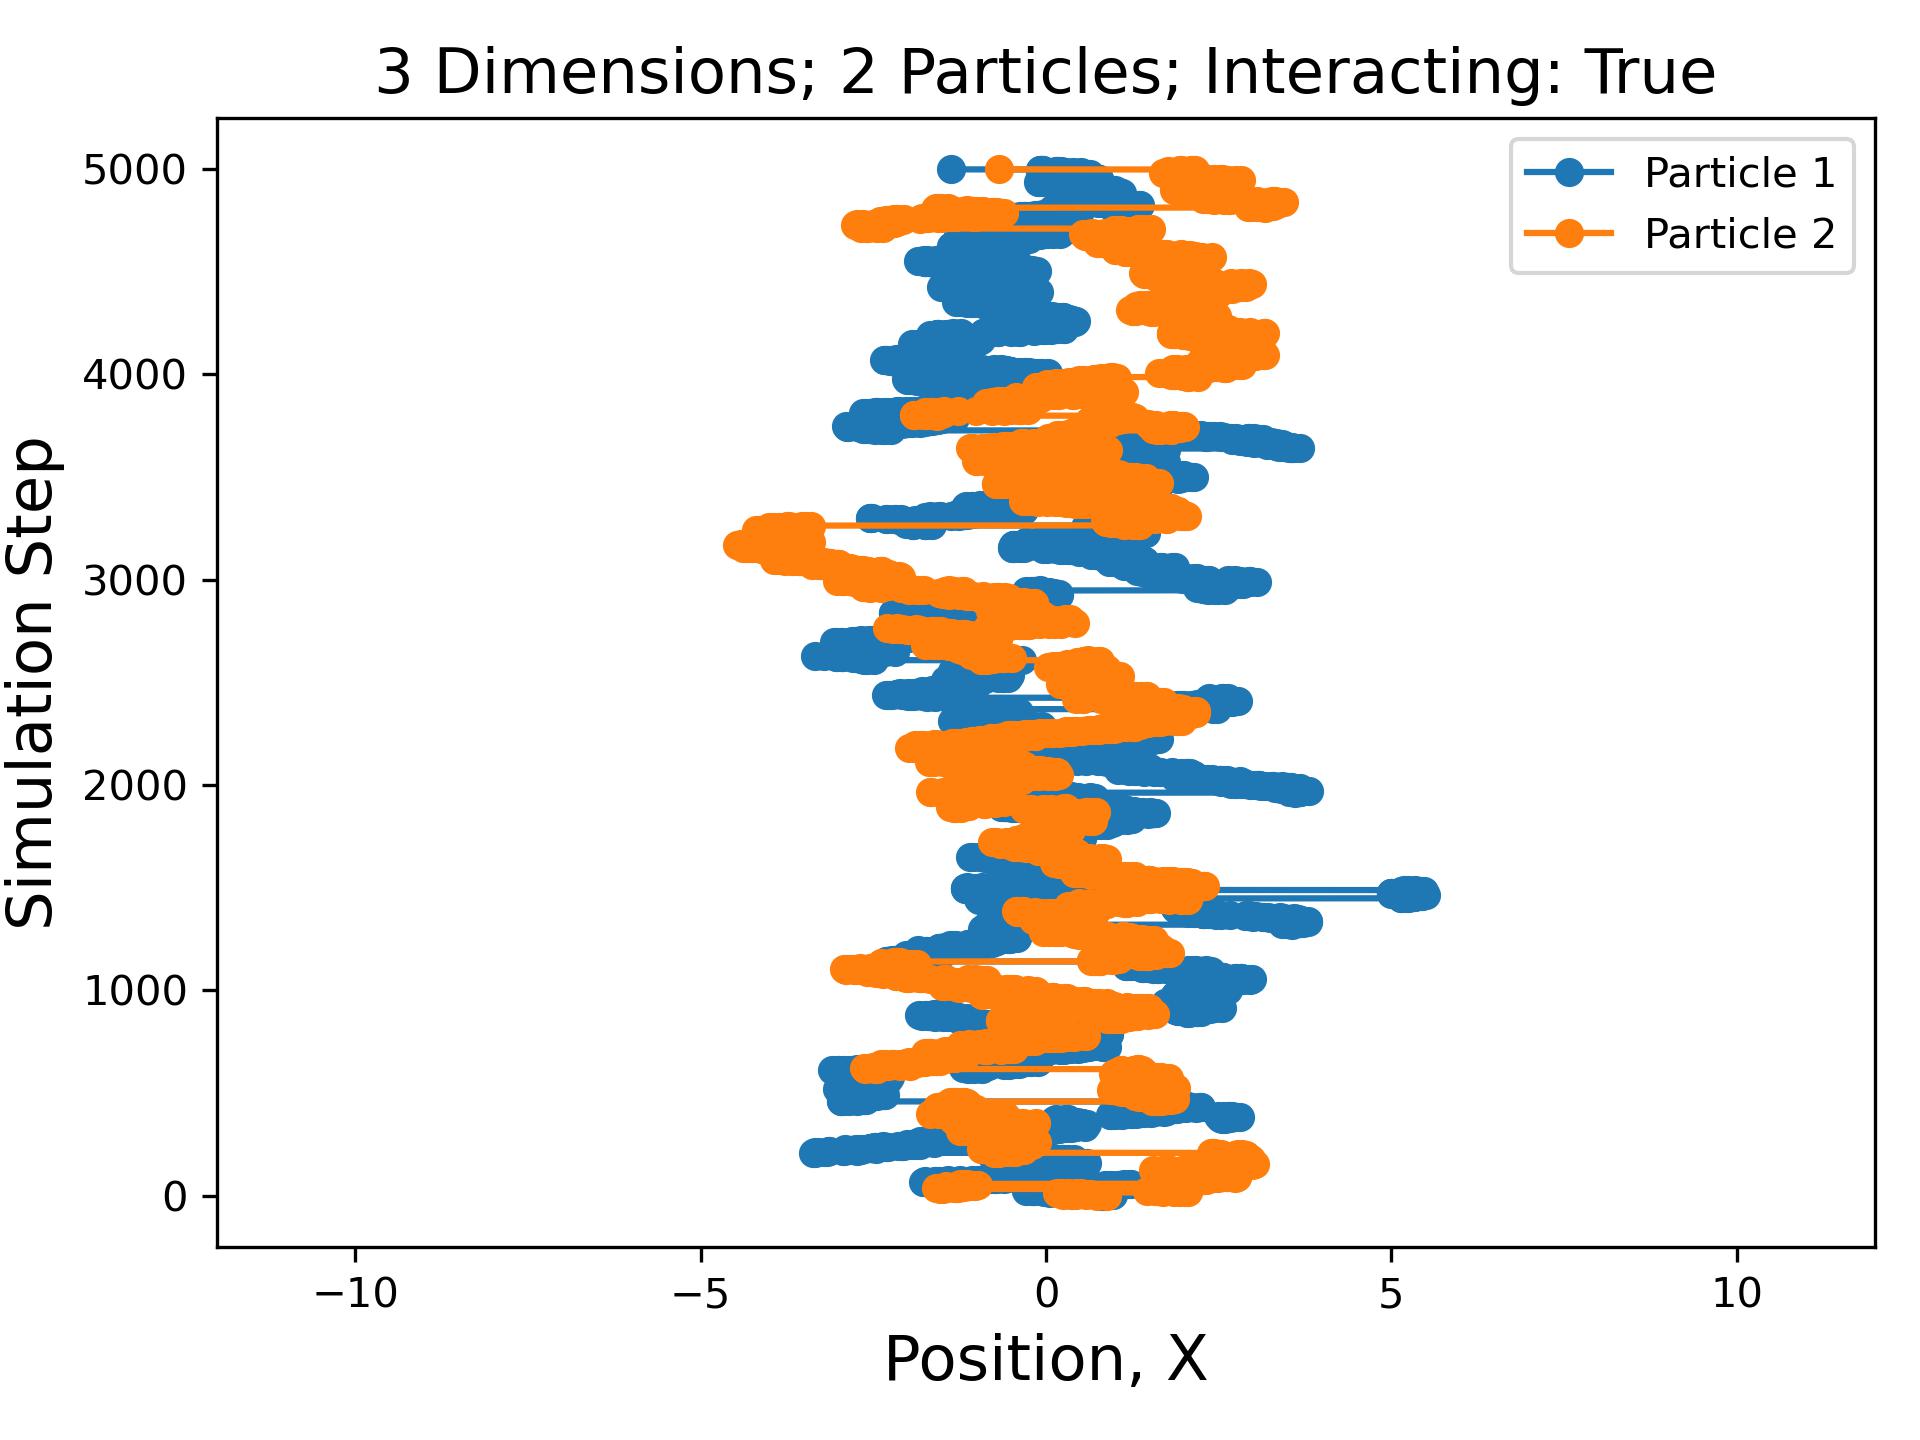 3 Dimensions; 2 Particles; Interacting: True
Particle 1
Particle 2
Simulation Step
5000
4000
3000
2000
1000
0
−10
−5
0
5
10
Position, X